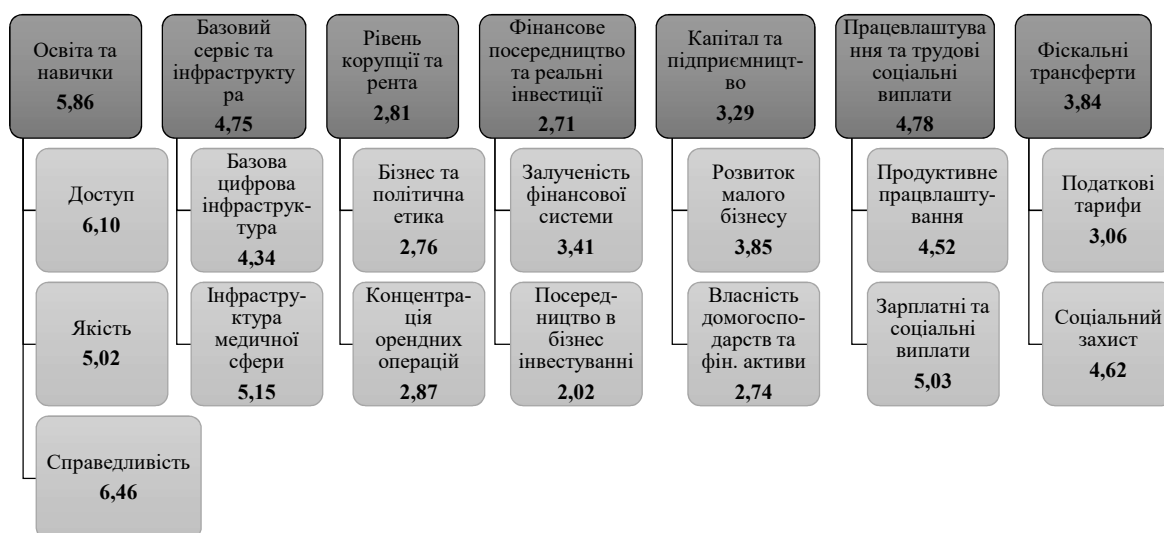 Освіта та
навички
5,86
Доступ
6,10
Якість
5,02
Справедливість
6,46
Базовий
сервіс та
інфраструкту
ра
4,75
Базова
цифрова
інфраструк-
тура
4,34
Інфрастру-
ктура
медичної
сфери
5,15
Рівень
корупції та
рента
2,81
Бізнес та
політична
етика
2,76
Концентра-
ція
орендних
операцій
2,87
Фінансове
посередництво
та реальні
інвестиції
2,71
Залученість
фінансової
системи
3,41
Посеред-
ництво в
бізнес
інвестуванні
2,02
Капітал та
підприємницт-
во
3,29
Розвиток
малого
бізнесу
3,85
Власність
домогоспо-
дарств та
фін. активи
2,74
Працевлаштува
ння та трудові
соціальні
виплати
4,78
Продуктивне
працвлашту-
вання
4,52
Зарплатні та
соціальні
виплати
5,03
Фіскальні
трансферти
3,84
Податкові
тарифи
3,06
Соціальний
захист
4,62